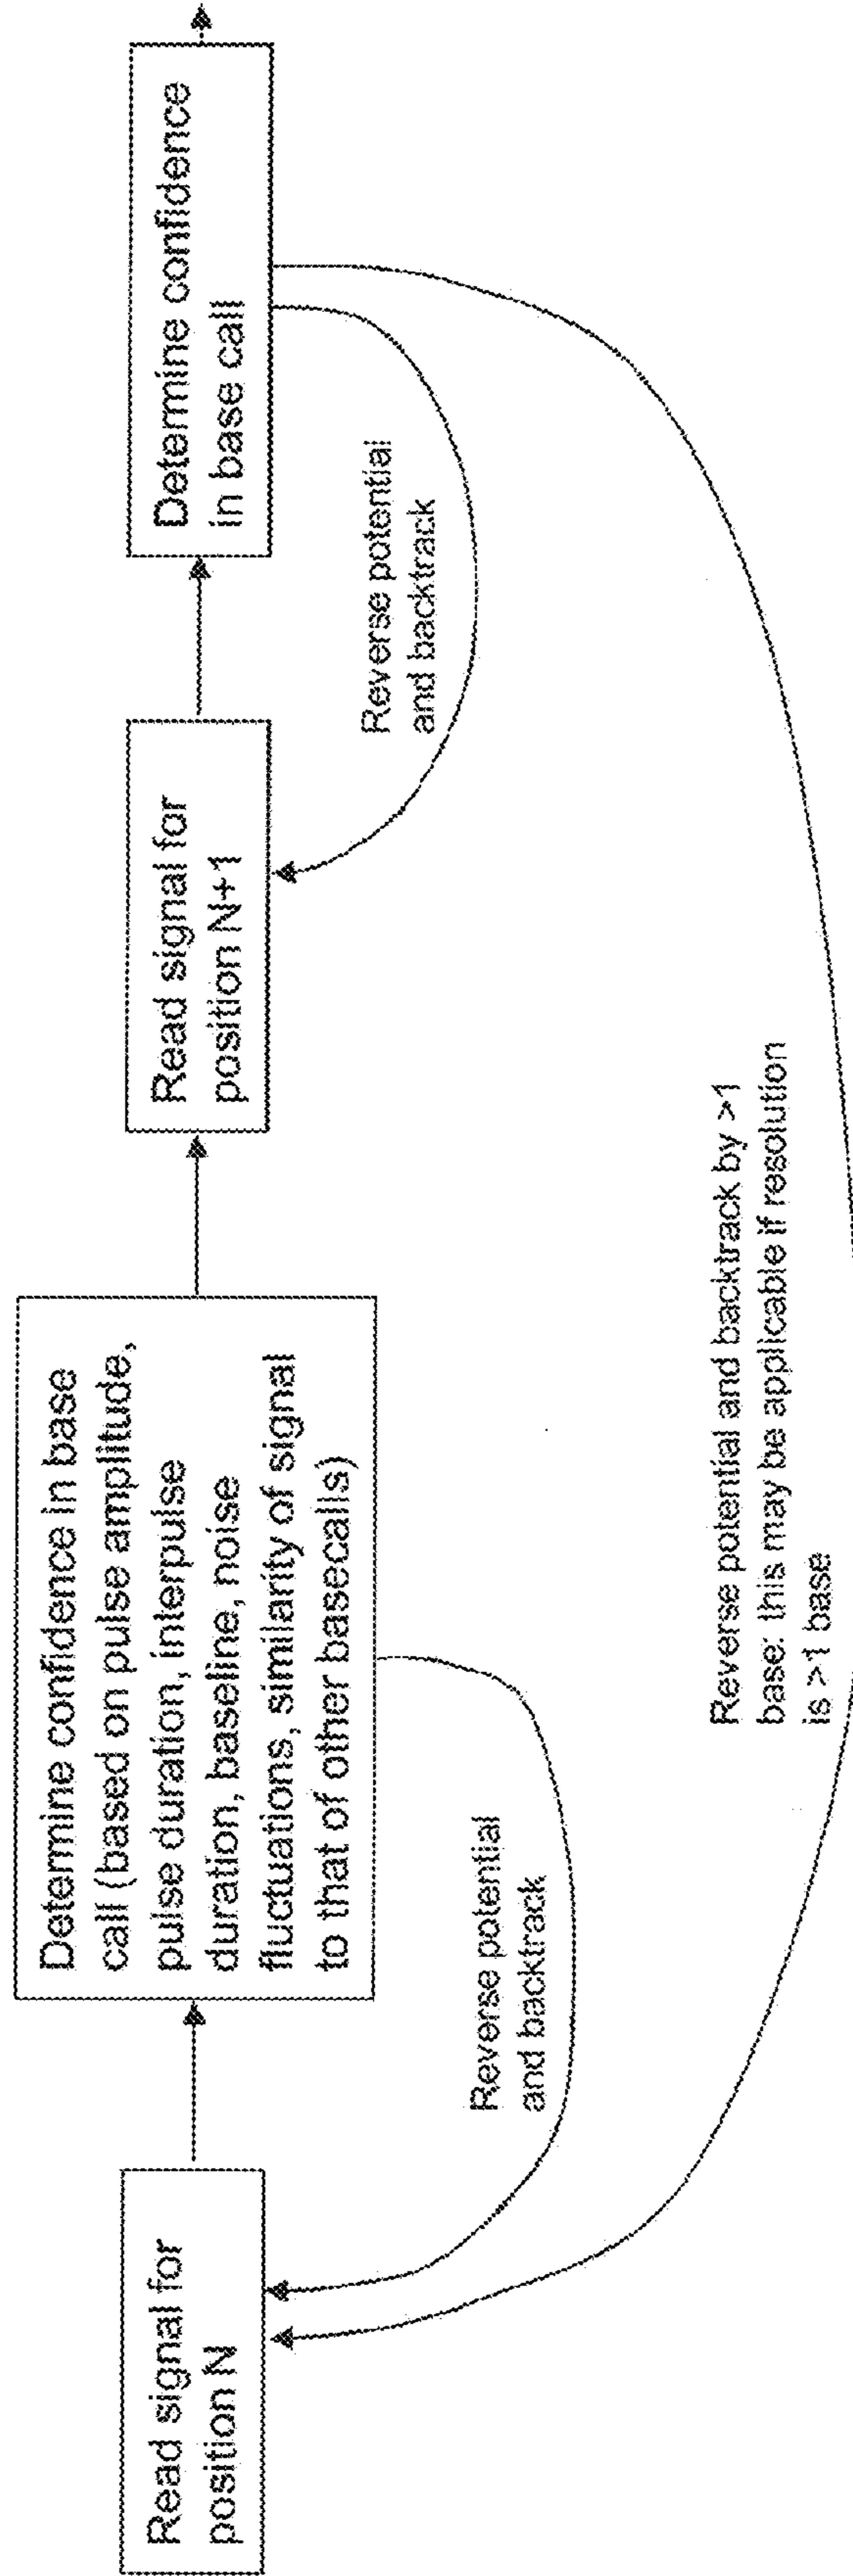 Read signal for
position N
Determine confidence in base
call (based on pulse amplitude,
pulse duration, interpulse
duration, baseline, noise
fluctuations, similarity of signal
to that of other basecalls)
Read signal for
position N+1
Determine confidence
in base call
Reverse potential
and backtrack
Reverse potential
and backtrack
Reverse potential and backtrack by >1
base: this may be applicable if resolution
is >1 base